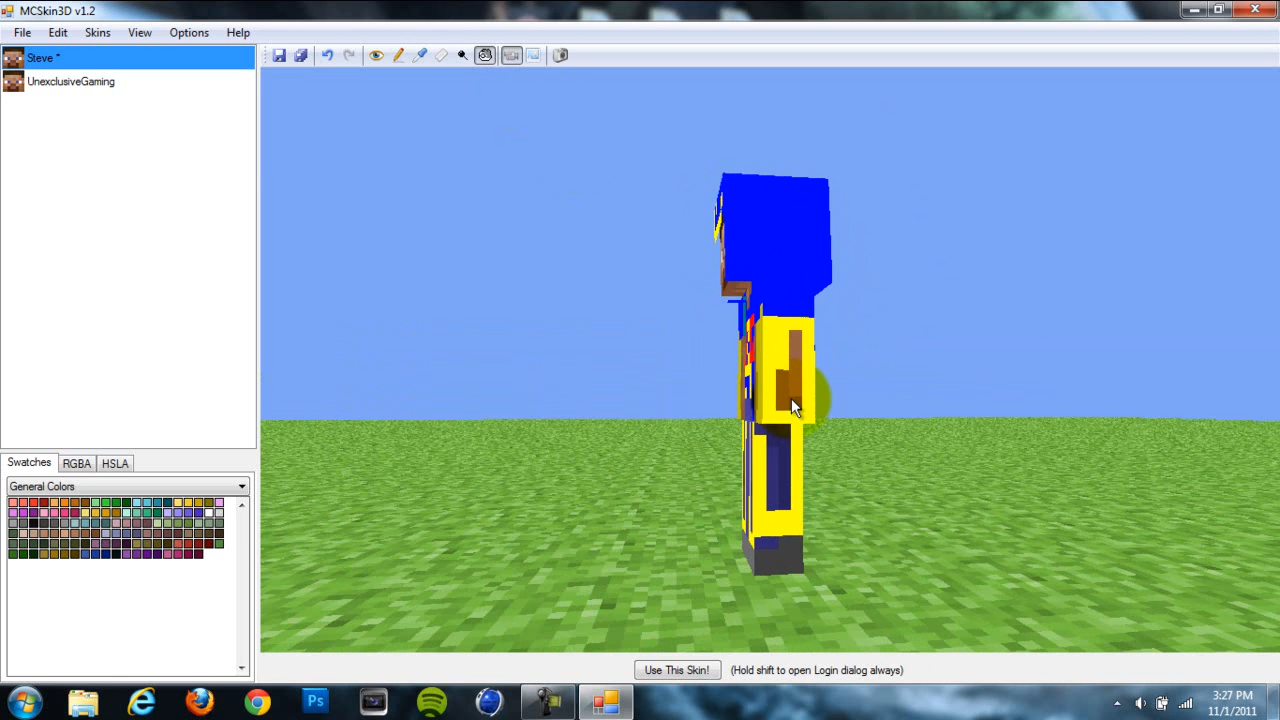 MCSkin3D v1.2
File Edit Skins View Options Help
Steve *
UnexclusiveGaming
Swatches RGBA HSLA
General Colors
Use This Skin! (Hold shift to open Login dialog always)
Ps
3:27 PM
11/1/2011